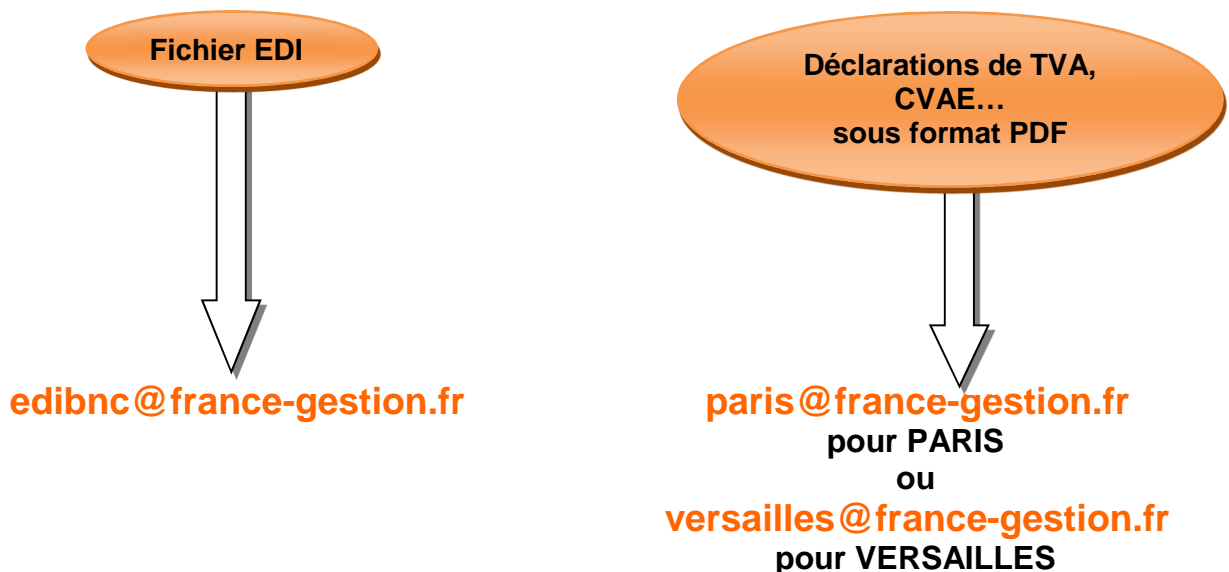 Fichier EDI
edibnc@france-gestion.fr
Déclarations de TVA,
CVAE…
sous format PDF
paris@france-gestion.fr
pour PARIS
ou
versailles@france-gestion.fr
pour VERSAILLES